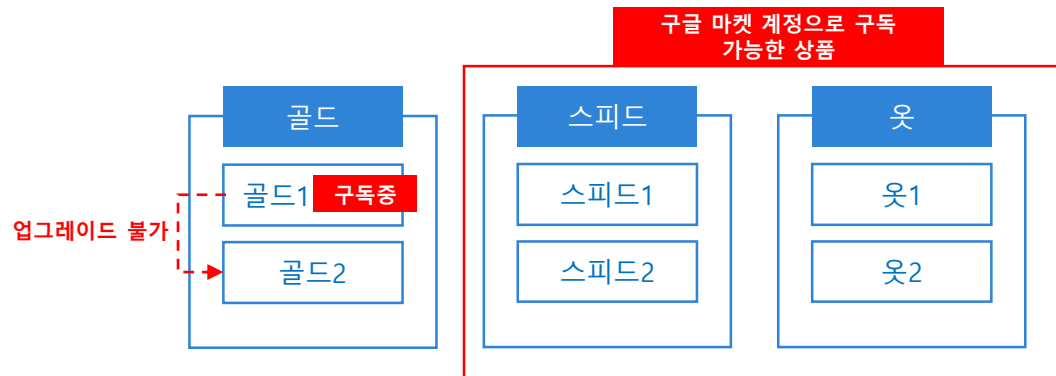 구글 마켓 계정으로 구독
가능한 상품
골드
스피드
옷
골드1
구독중
스피드1
옷1
업그레이드 불가
골드2
스피드2
옷2